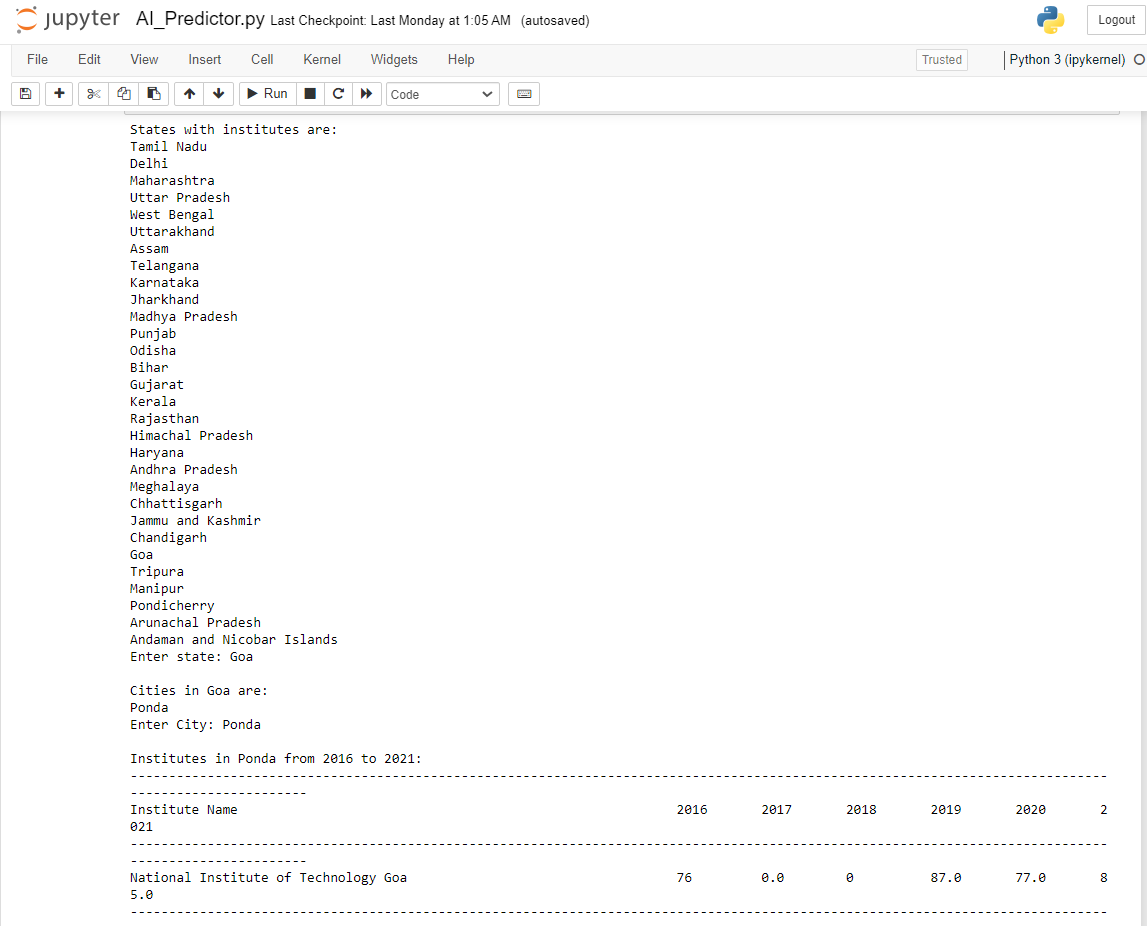 jupyter AI_Predictor.py Last Checkpoint: Last Monday at 1:05 AM (autosaved) Logout
File Edit View Insert Cell Kernel Widgets Help Trusted Python 3 (ipykernel)
Run Code
States with institutes are:
Tamil Nadu
Delhi
Maharashtra
Uttar Pradesh
West Bengal
Uttarakhand
Assam
Telangana
Karnataka
Jharkhand
Madhya Pradesh
Punjab
Odisha
Bihar
Gujarat
Kerala
Rajasthan
Himachal Pradesh
Haryana
Andhra Pradesh
Meghalaya
Chhattisgarh
Jammu and Kashmir
Chandigarh
Goa
Tripura
Manipur
Pondicherry
Arunachal Pradesh
Andaman and Nicobar Islands
Enter state: Goa
Cities in Goa are:
Ponda
Enter City: Ponda
Institutes in Ponda from 2016 to 2021:
-------------------------------------------------------------------------------------------------------------------------------
-----------------------
Institute Name 2016 2017 2018 2019 2020 2
021
-------------------------------------------------------------------------------------------------------------------------------
-----------------------
National Institute of Technology Goa 76 0.0 0 87.0 77.0 8
5.0
-------------------------------------------------------------------------------------------------------------------------------